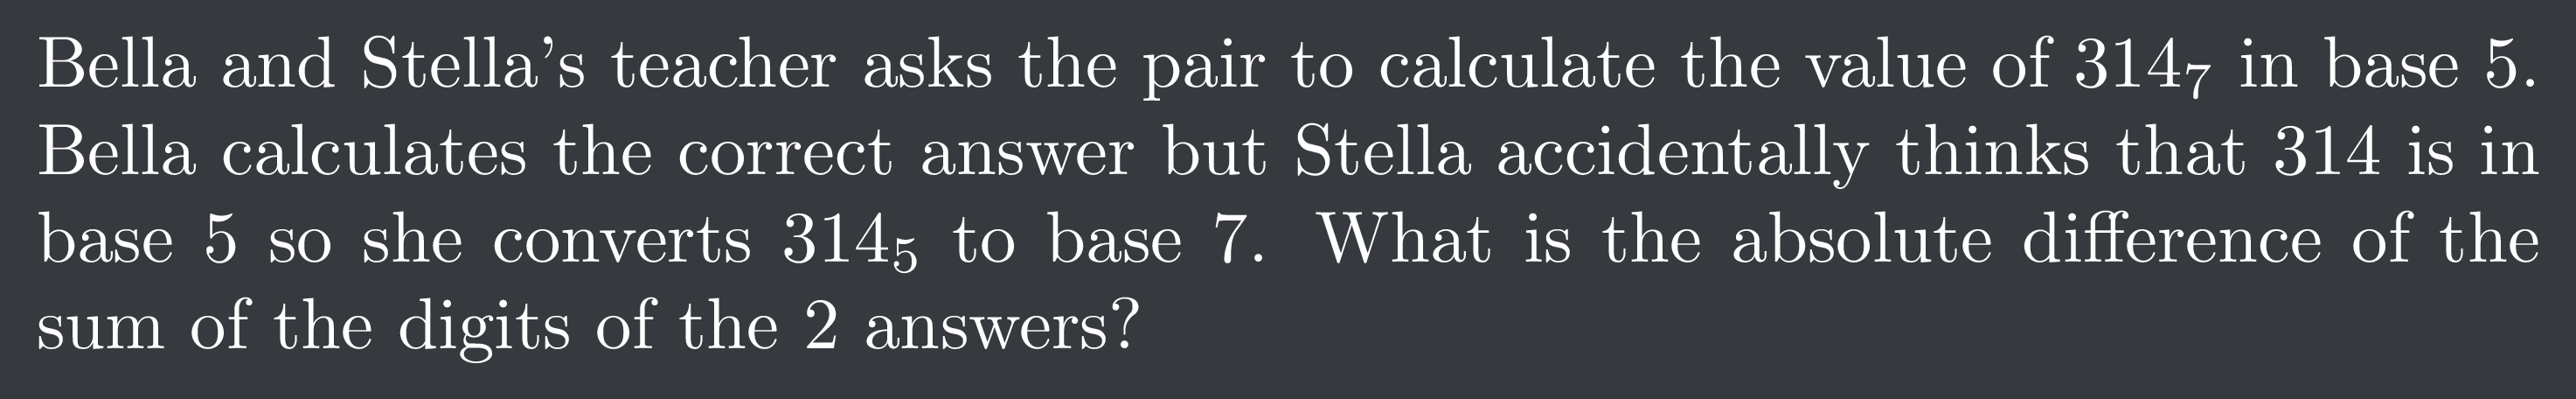 Bella and Stella's teacher asks the pair to calculate the value of 314₇ in base 5.
Bella calculates the correct answer but Stella accidentally thinks that 314 is in
base 5 so she converts 314₅ to base 7. What is the absolute difference of the
sum of the digits of the 2 answers?